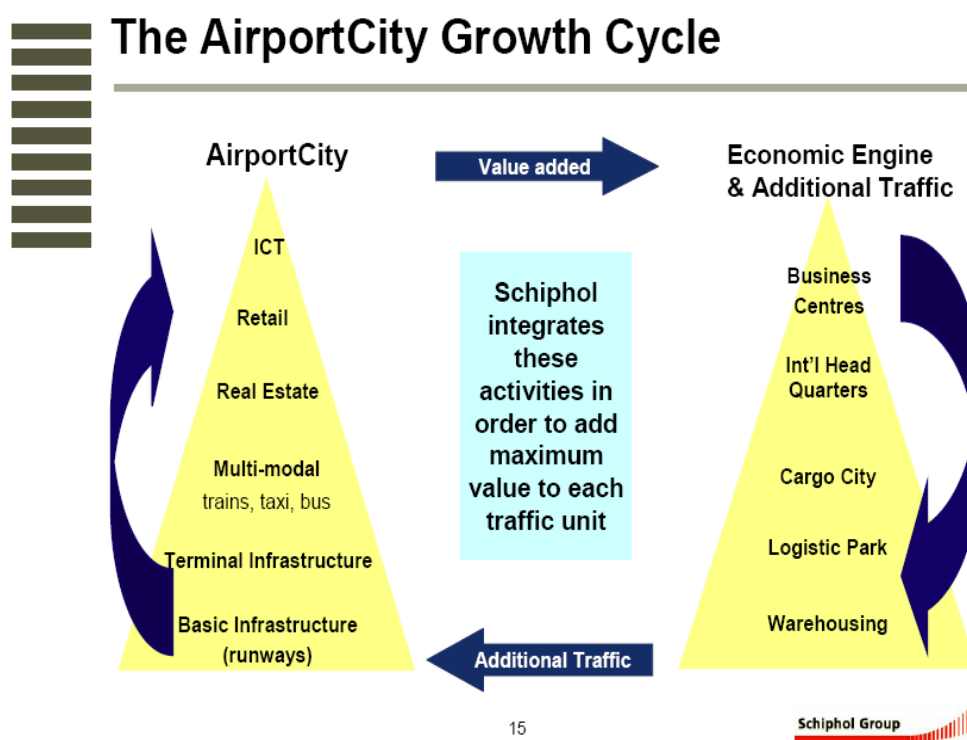 The AirportCity Growth Cycle
AirportCity
Value added
Economic Engine
& Additional Traffic
ICT
Retail
Real Estate
Multi-modal
trains, taxi, bus
Terminal Infrastructure
Basic Infrastructure
(runways)
Schiphol
integrates
these
activities in
order to add
maximum
value to each
traffic unit
Business
Centres
Int'l Head
Quarters
Cargo City
Logistic Park
Warehousing
Additional Traffic
15
Schiphol Group